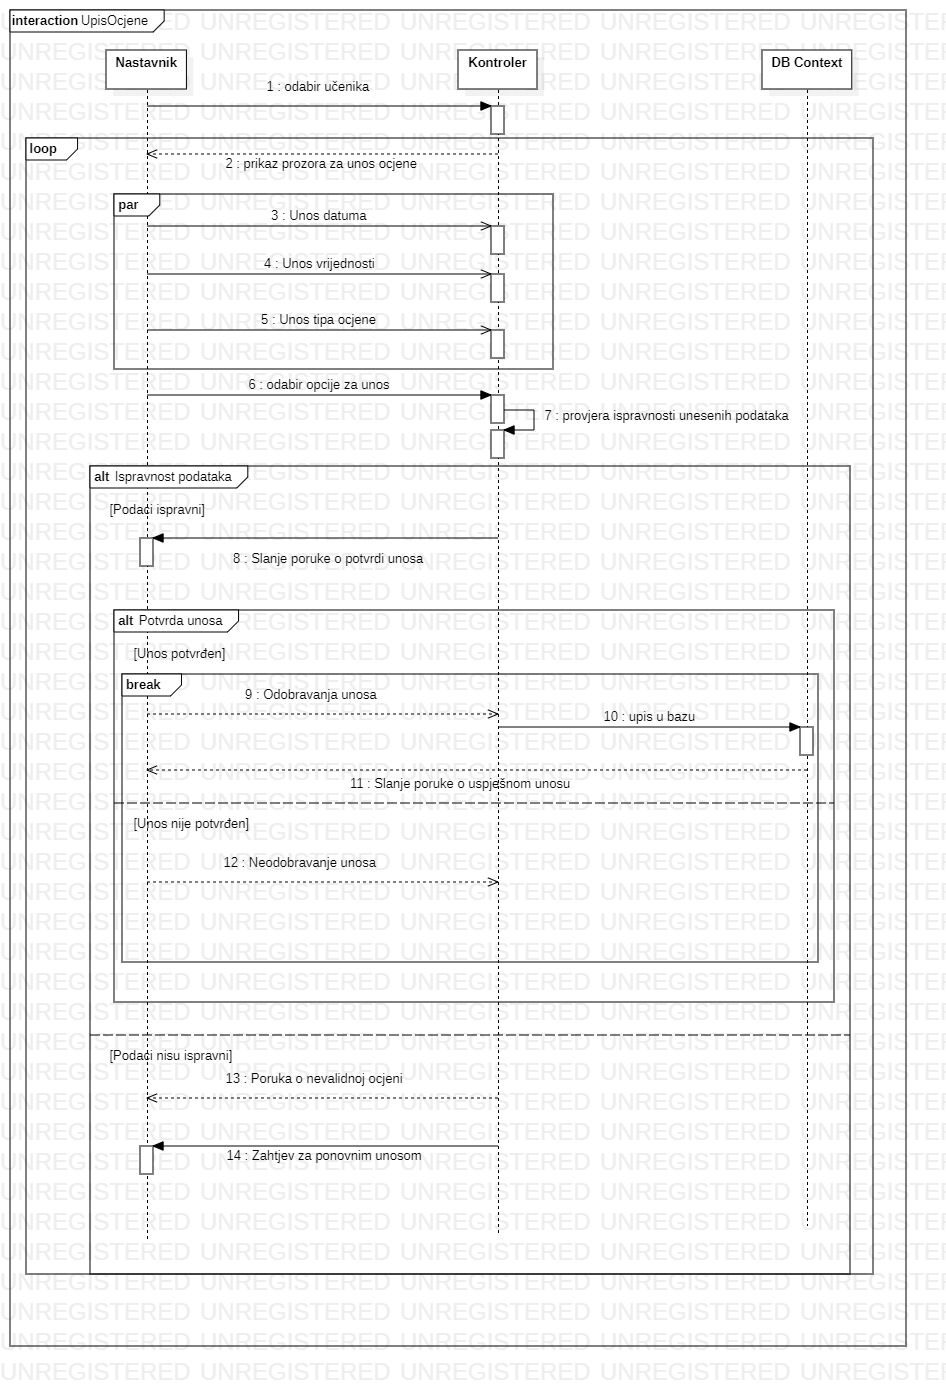 interaction UpisOcjene
Nastavnik
Kontroler
DB Context
1 : odabir učenika
loop
2 : prikaz prozora za unos ocjene
par
3 : Unos datuma
4 : Unos vrijednosti
5 : Unos tipa ocjene
6 : odabir opcije za unos
7 : provjera ispravnosti unesenih podataka
alt Ispravnost podataka
[Podaci ispravni]
8 : Slanje poruke o potvrdi unosa
alt Potvrda unosa
[Unos potvrđen]
break
9 : Odobravanja unosa
10 : upis u bazu
11 : Slanje poruke o uspješnom unosu
[Unos nije potvrđen]
12 : Neodobravanje unosa
[Podaci nisu ispravni]
13 : Poruka o nevalidnoj ocjeni
14 : Zahtjev za ponovnim unosom
UNREGISTERED